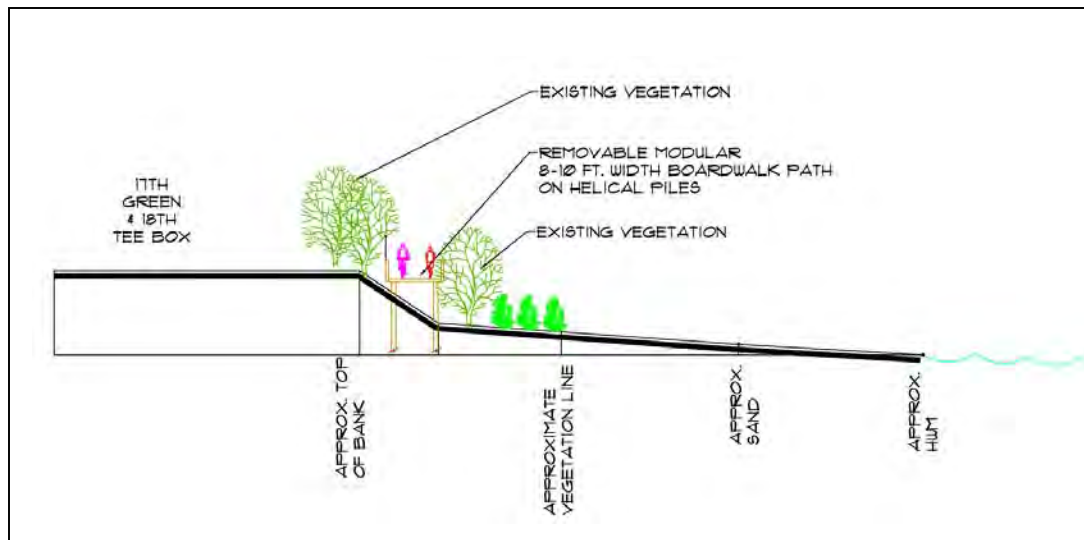 EXISTING VEGETATION
REMOVABLE MODULAR
8-10 FT. WIDTH BOARDWALK PATH
ON HELICAL PILES
EXISTING VEGETATION
17TH
GREEN
& 18TH
TEE BOX
APPROX. TOP
OF BANK
APPROXIMATE
VEGETATION LINE
APPROX.
SAND
APPROX.
HWM